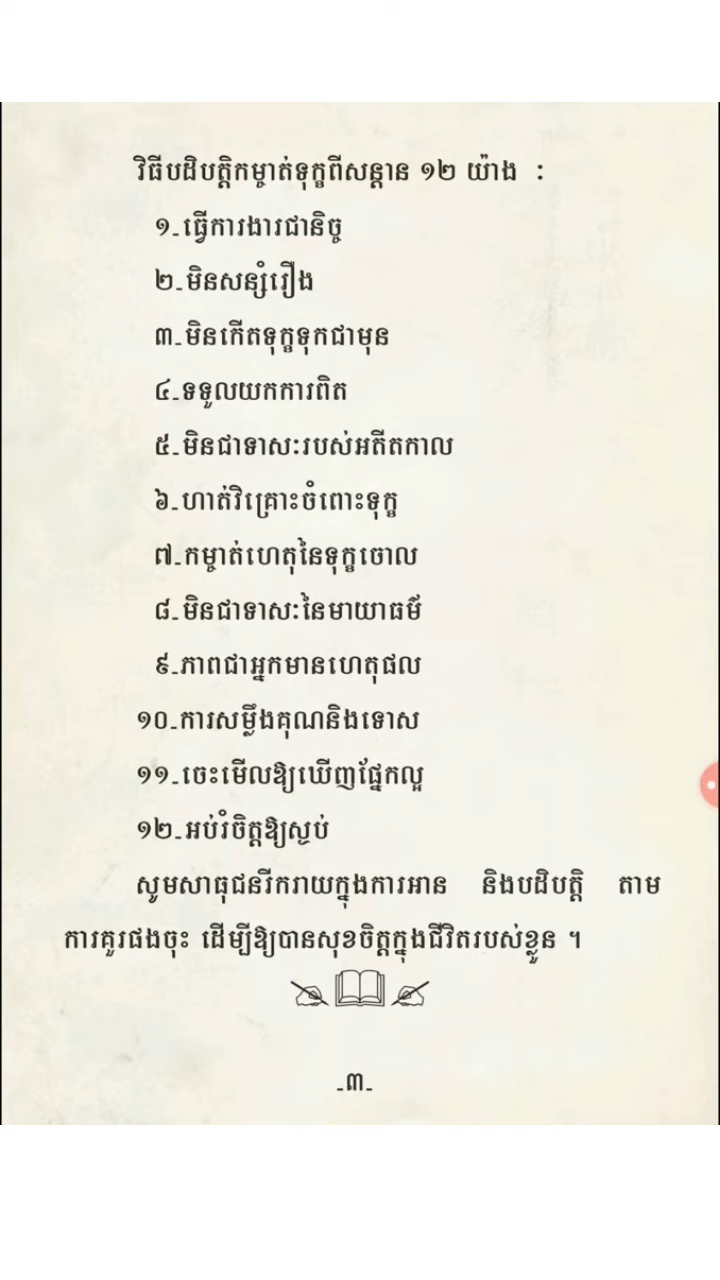 វិធីបដិបត្តិកម្ចាត់ទុក្ខពីសន្តាន ១២ យ៉ាង :
១-ធ្វើការងារជានិច្ច
២-មិនសន្សំរឿង
៣-មិនកើតទុក្ខទុកជាមុន
៤-ទទួលយកការពិត
៥-មិនជាទាសៈរបស់អតីតកាល
៦-ហាត់វិគ្រោះចំពោះទុក្ខ
៧-កម្ចាត់ហេតុនៃទុក្ខចោល
៨-មិនជាទាសៈនៃមាយាធម៌
៩-ភាពជាអ្នកមានហេតុផល
១០-ការសម្លឹងគុណនិងទោស
១១-ចេះមើលឱ្យឃើញផ្នែកល្អ
១២-អប់រំចិត្តឱ្យស្ងប់
សូមសាធុជនរីករាយក្នុងការអាន និងបដិបត្តិ តាម
ការគួរផងចុះ ដើម្បីឱ្យបានសុខចិត្តក្នុងជីវិតរបស់ខ្លួន ។
-៣-